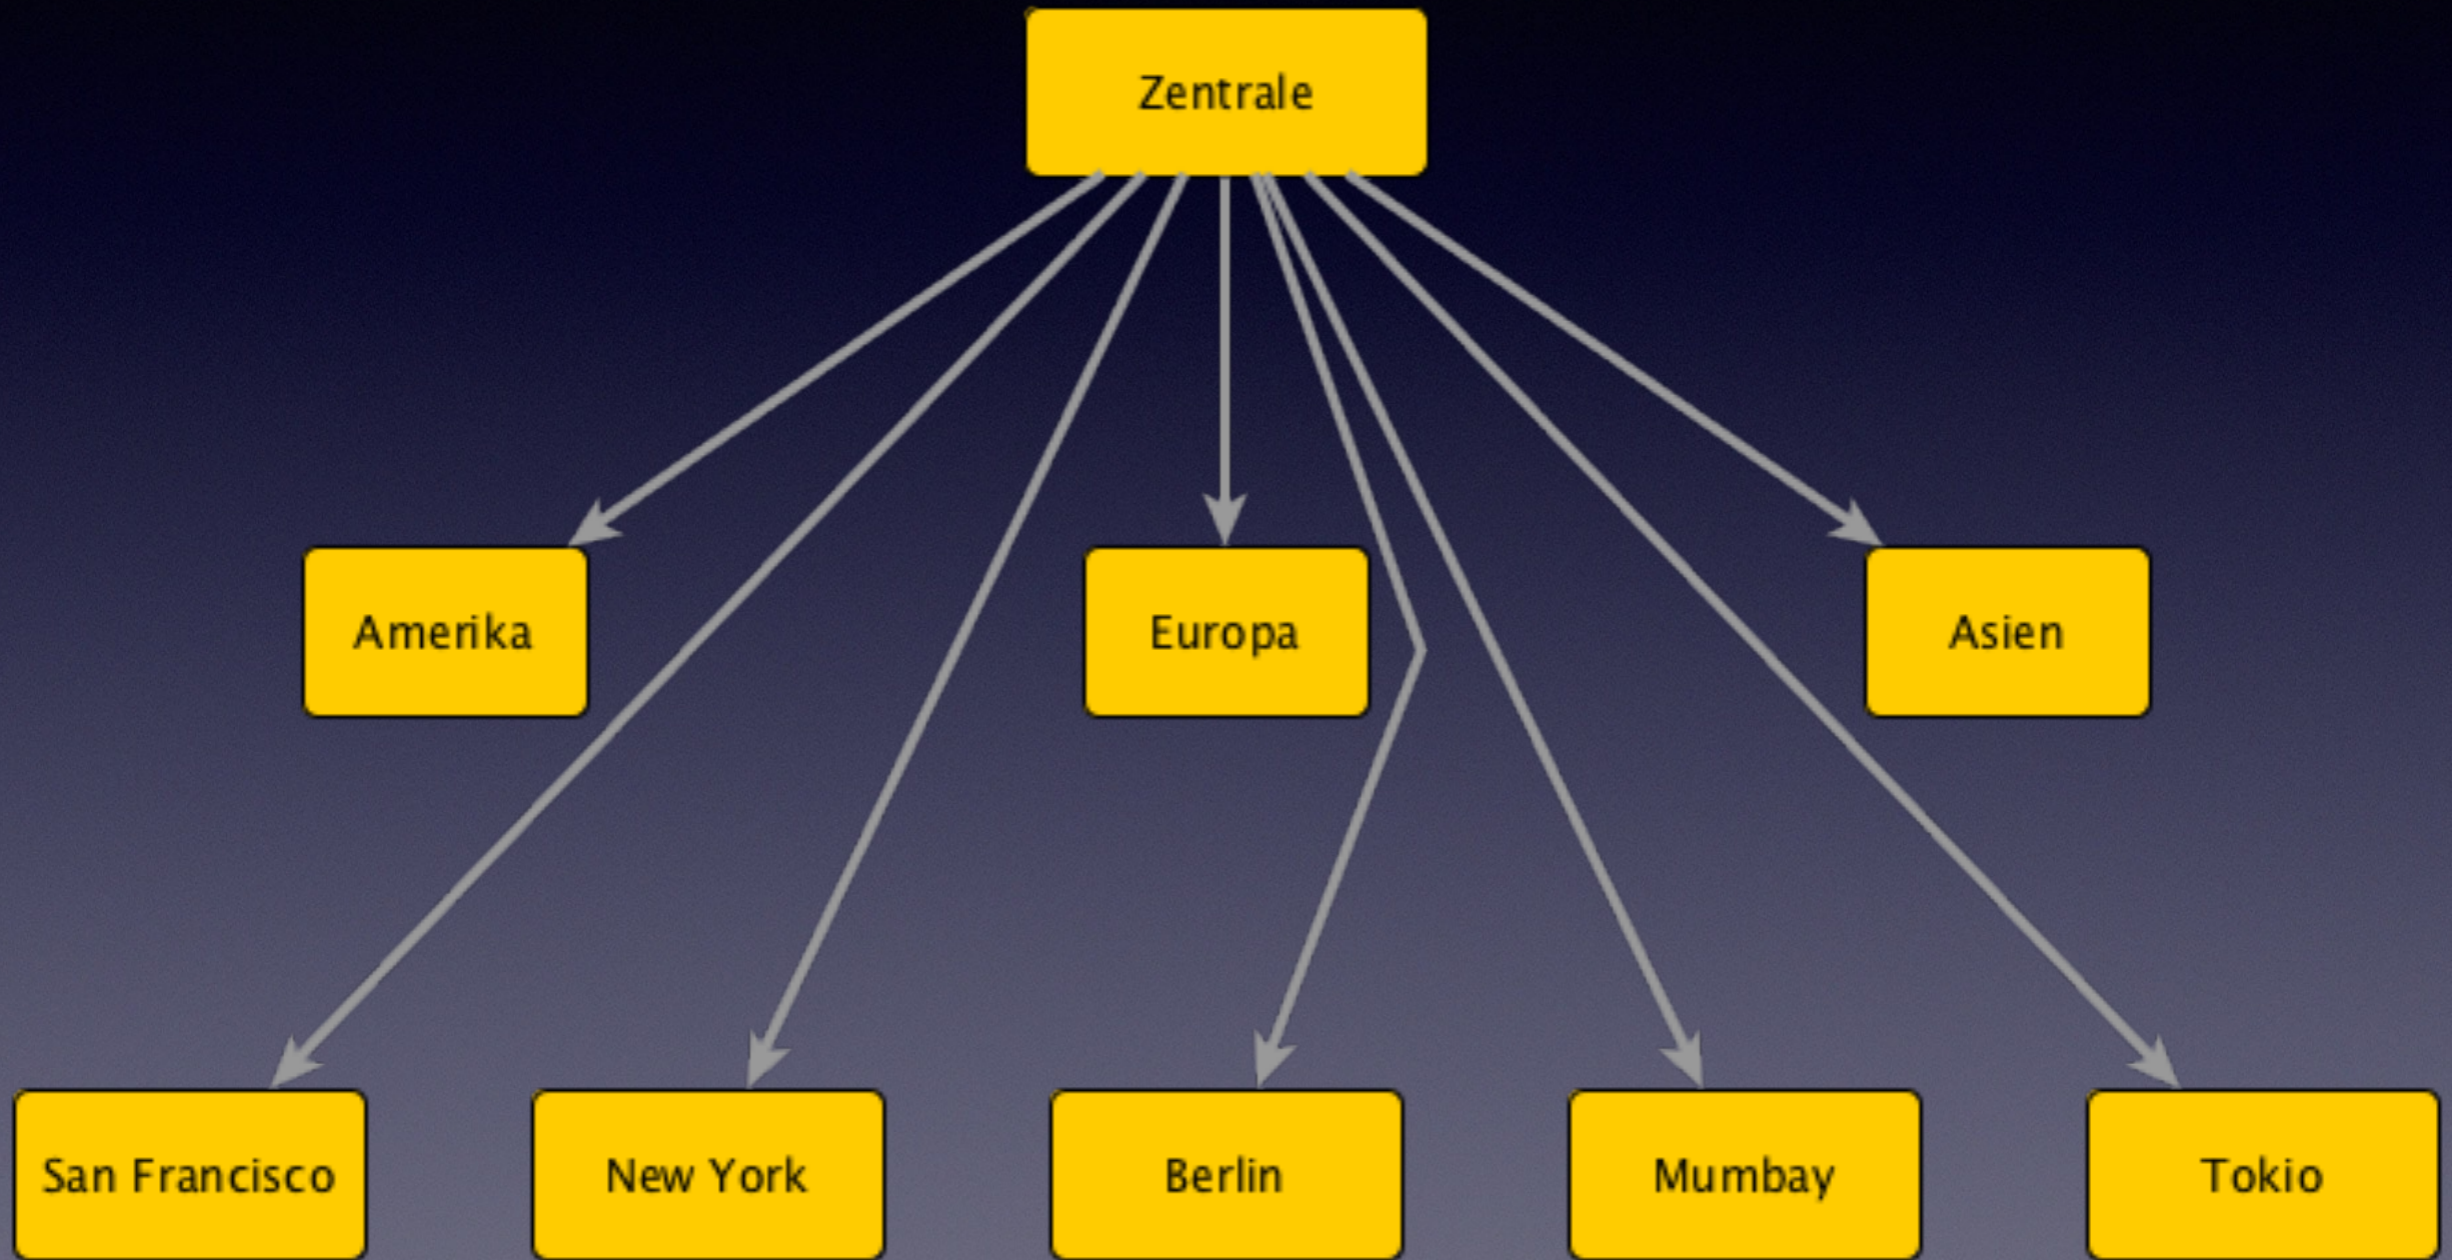 Zentrale
Amerika
Europa
Asien
San Francisco
New York
Berlin
Mumbay
Tokio